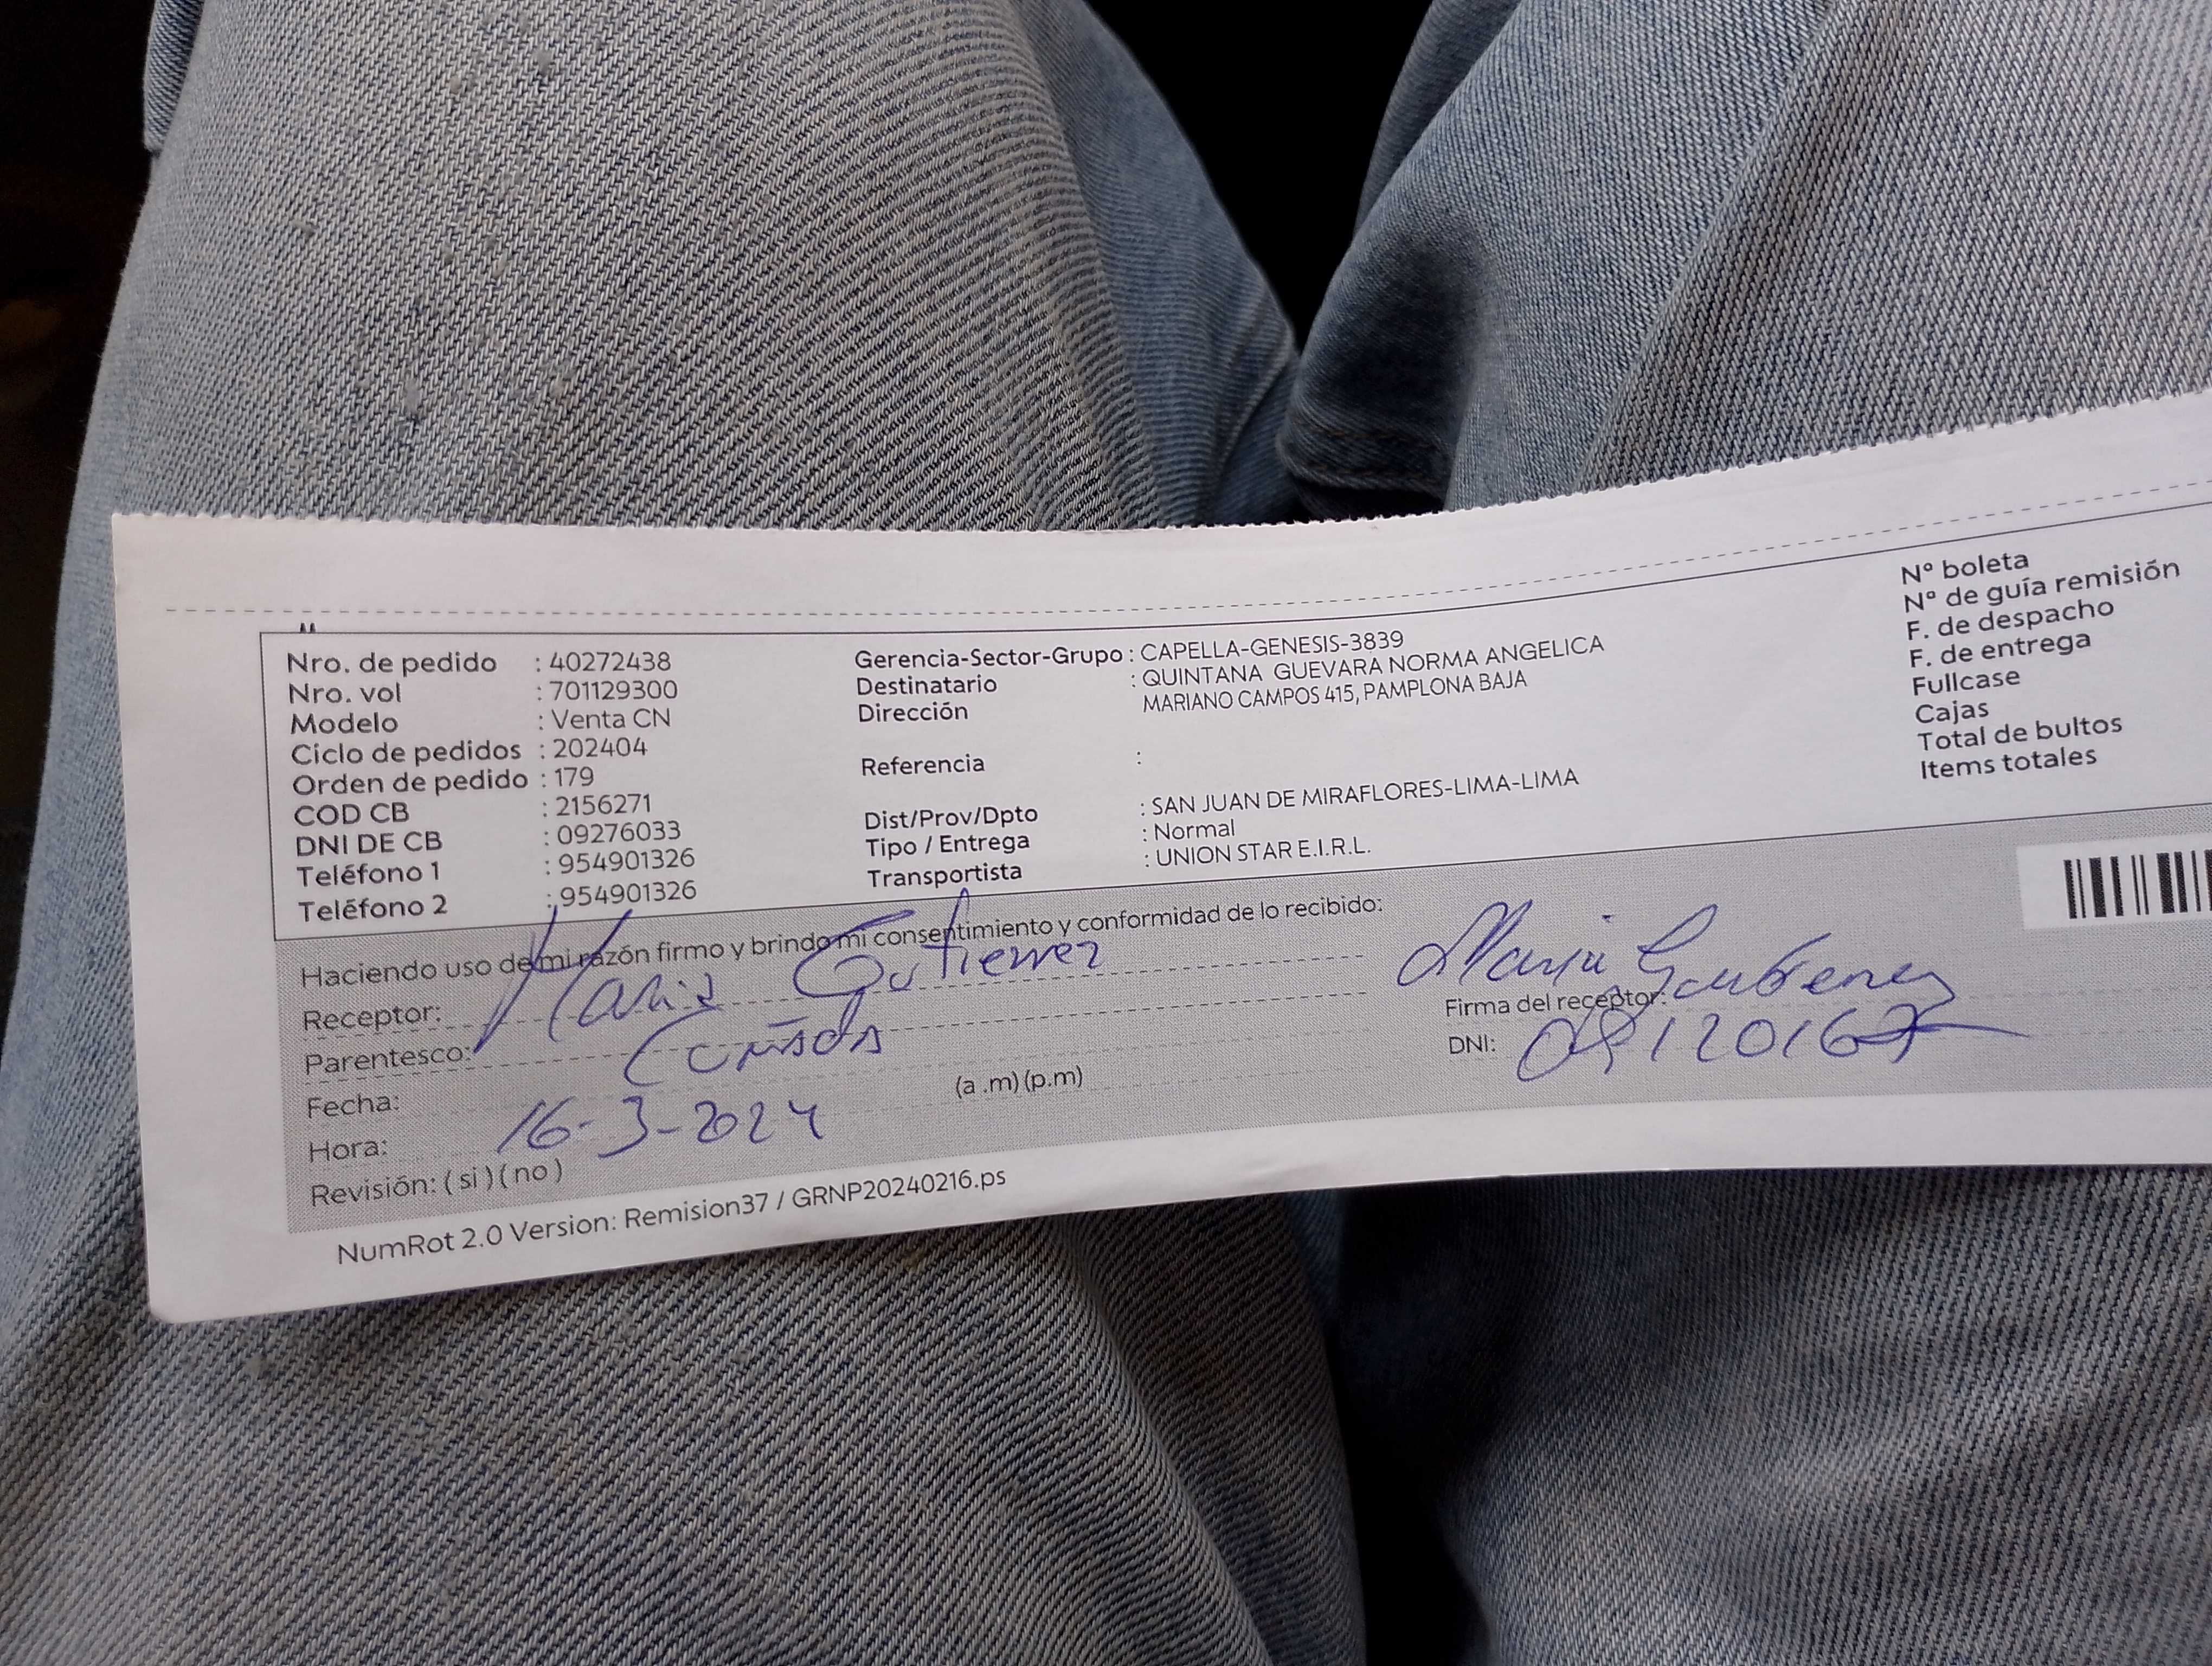 Nro. de pedido : 40272438
Nro. vol : 701129300
Modelo : Venta CN
Ciclo de pedidos : 202404
Orden de pedido : 179
COD CB : 2156271
DNI DE CB : 09276033
Teléfono 1 : 954901326
Teléfono 2 : 954901326
Gerencia-Sector-Grupo : CAPELLA-GENESIS-3839
Destinatario : QUINTANA GUEVARA NORMA ANGELICA
Dirección MARIANO CAMPOS 415, PAMPLONA BAJA
Referencia :
Dist/Prov/Dpto : SAN JUAN DE MIRAFLORES-LIMA-LIMA
Tipo / Entrega : Normal
Transportista : UNION STAR E.I.R.L.
N° boleta
N° de guía remisión
F. de despacho
F. de entrega
Fullcase
Cajas
Total de bultos
Items totales
Haciendo uso de mi razón firmo y brindo mi consentimiento y conformidad de lo recibido:
Receptor: Maria Gutierrez
Parentesco: Cuñada
Fecha: 16-3-2024
Hora: (a .m) (p.m)
Revisión: ( si ) ( no )
Maria Gutierrez
Firma del receptor:
DNI:
NumRot 2.0 Version: Remision37 / GRNP20240216.ps